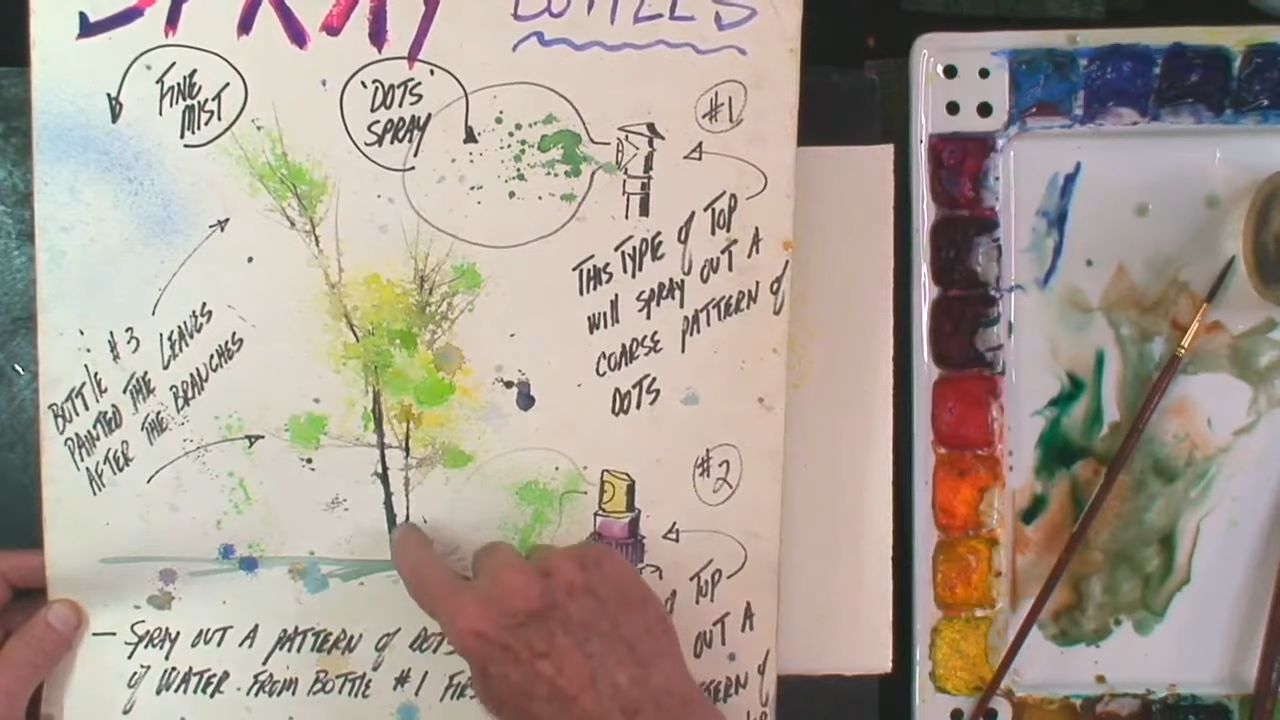 SPRAY BOTTLES
FINE
MIST
'DOTS'
SPRAY
#1
THIS TYPE of TOP
will SPRAY OUT A
COARSE PATTERN of
DOTS
BOTTLE #3
PAINTED THE LEAVES
AFTER THE BRANCHES
#2
TOP
OUT A
of
— SPRAY OUT A PATTERN of DOTS
of WATER. FROM BOTTLE #1